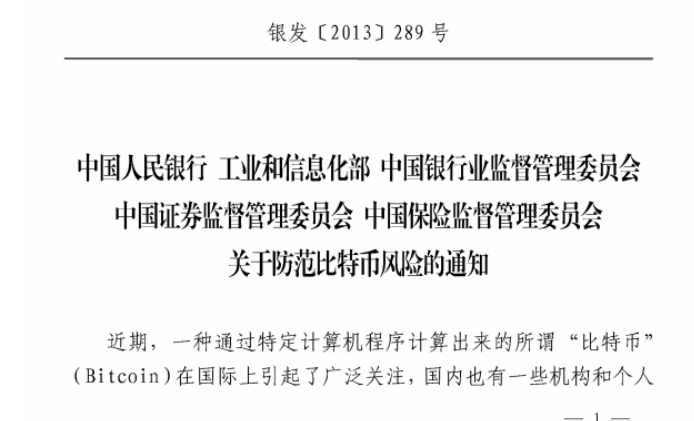 银发〔2013〕289 号
中国人民银行 工业和信息化部 中国银行业监督管理委员会
中国证券监督管理委员会 中国保险监督管理委员会
关于防范比特币风险的通知
近期，一种通过特定计算机程序计算出来的所谓“比特币”
(Bitcoin)在国际上引起了广泛关注，国内也有一些机构和个人
— 1 —